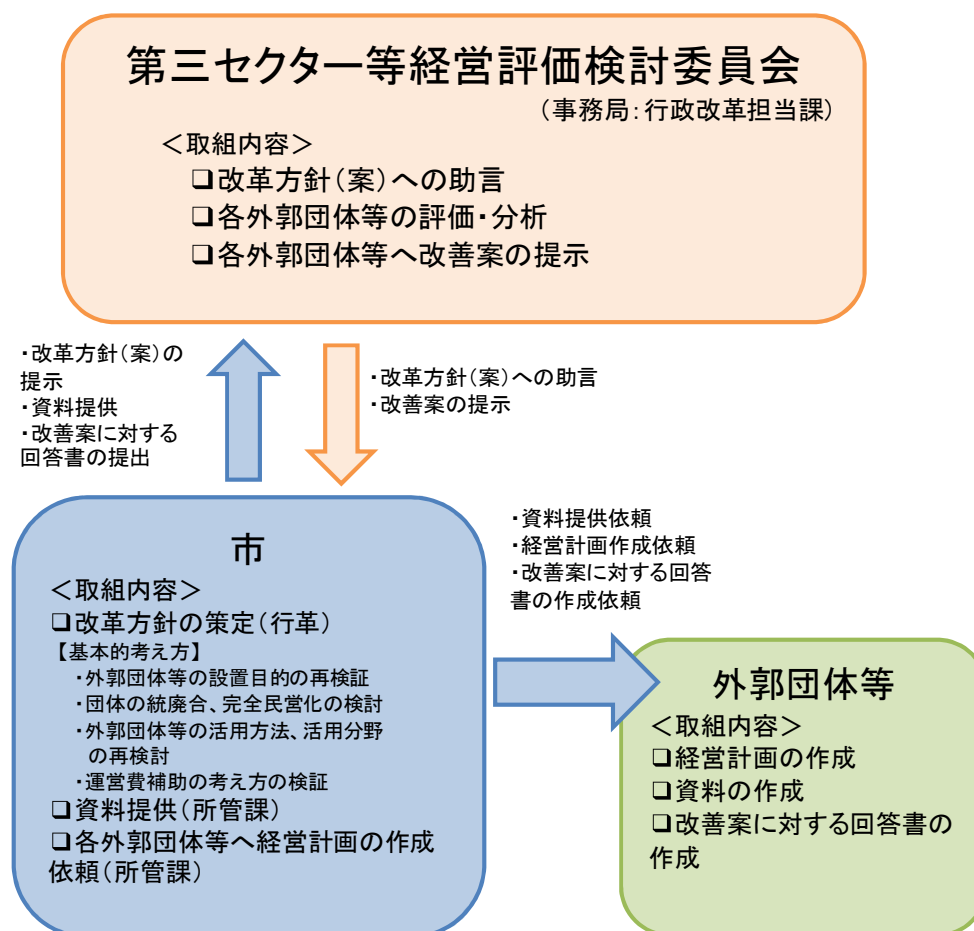 第三セクター等経営評価検討委員会
（事務局：行政改革担当課）
＜取組内容＞
❏改革方針（案）への助言
❏各外郭団体等の評価・分析
❏各外郭団体等へ改善案の提示
・改革方針（案）の
提示
・資料提供
・改善案に対する
回答書の提出
・改革方針（案）への助言
・改善案の提示
市
＜取組内容＞
❏改革方針の策定（行革）
【基本的考え方】
・外郭団体等の設置目的の再検証
・団体の統廃合、完全民営化の検討
・外郭団体等の活用方法、活用分野
の再検討
・運営費補助の考え方の検証
❏資料提供（所管課）
❏各外郭団体等へ経営計画の作成
依頼（所管課）
・資料提供依頼
・経営計画作成依頼
・改善案に対する回答
書の作成依頼
外郭団体等
＜取組内容＞
❏経営計画の作成
❏資料の作成
❏改善案に対する回答書の
作成